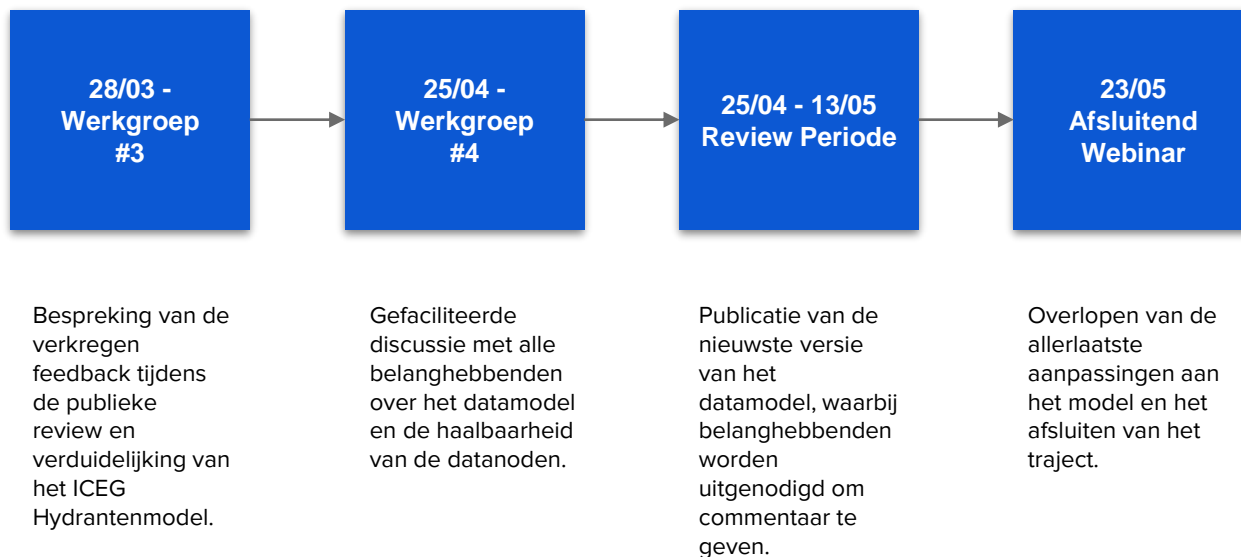 28/03 -
Werkgroep
#3
25/04 -
Werkgroep
#4
25/04 - 13/05
Review Periode
23/05
Afsluitend
Webinar
Bespreking van de
verkregen
feedback tijdens
de publieke
review en
verduidelijking van
het ICEG
Hydrantenmodel.
Gefaciliteerde
discussie met alle
belanghebbenden
over het datamodel
en de haalbaarheid
van de datanoden.
Publicatie van de
nieuwste versie
van het
datamodel, waarbij
belanghebbenden
worden
uitgenodigd om
commentaar te
geven.
Overlopen van de
allerlaatste
aanpassingen aan
het model en het
afsluiten van het
traject.